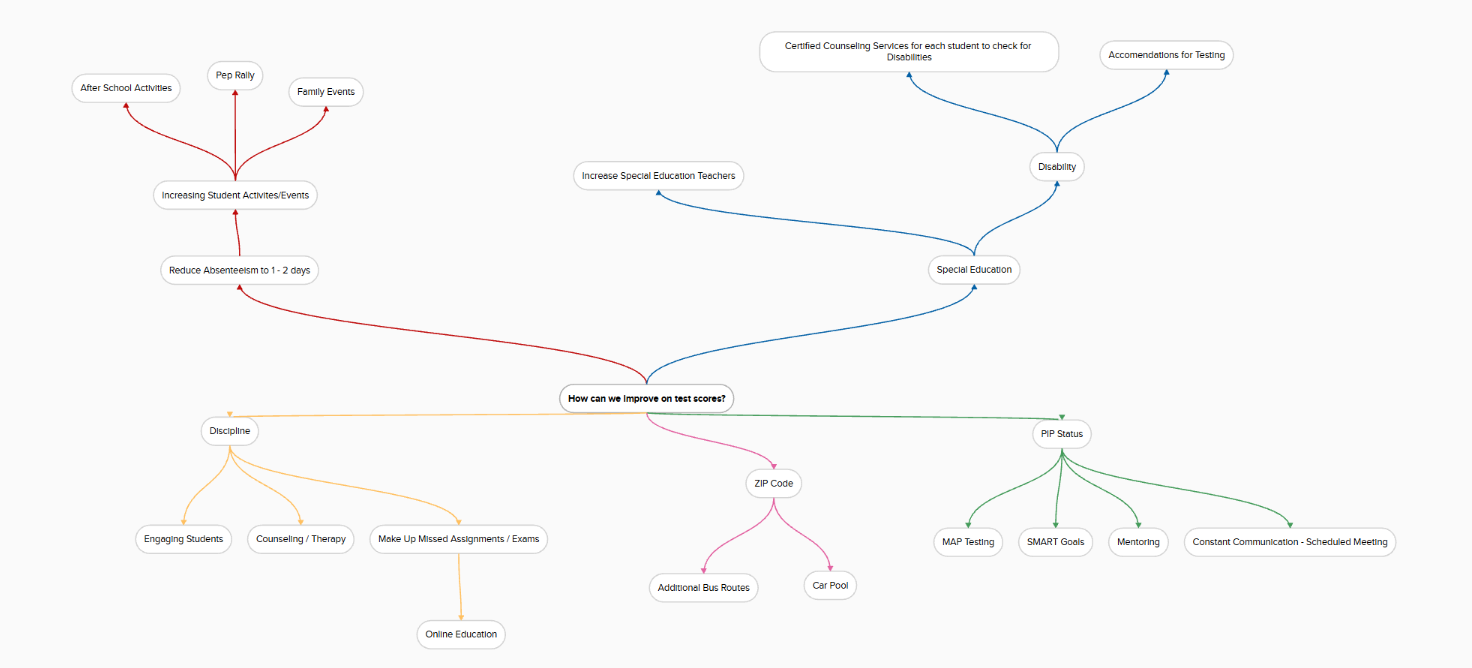 Certified Counseling Services for each student to check for
Disabilities
Accomendations for Testing
Pep Rally
After School Activities
Family Events
Disability
Increase Special Education Teachers
Increasing Student Activites/Events
Reduce Absenteeism to 1 - 2 days
Special Education
How can we improve on test scores?
Discipline
PIP Status
ZIP Code
Engaging Students
Counseling / Therapy
Make Up Missed Assignments / Exams
MAP Testing
SMART Goals
Mentoring
Constant Communication - Scheduled Meeting
Additional Bus Routes
Car Pool
Online Education